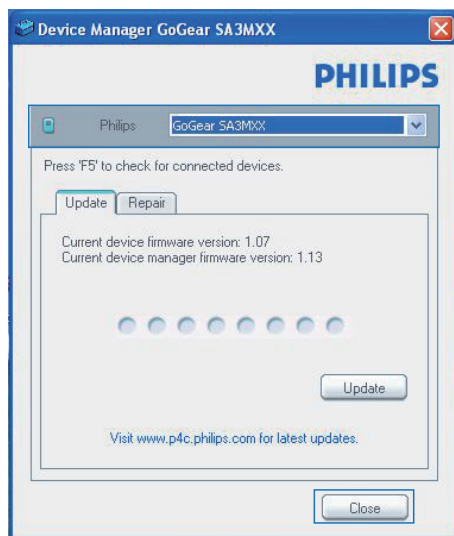 Device Manager GoGear SA3MXX
PHILIPS
Philips GoGear SA3MXX
Press 'F5' to check for connected devices.
Update Repair
Current device firmware version: 1.07
Current device manager firmware version: 1.13
Update
Visit www.p4c.philips.com for latest updates.
Close